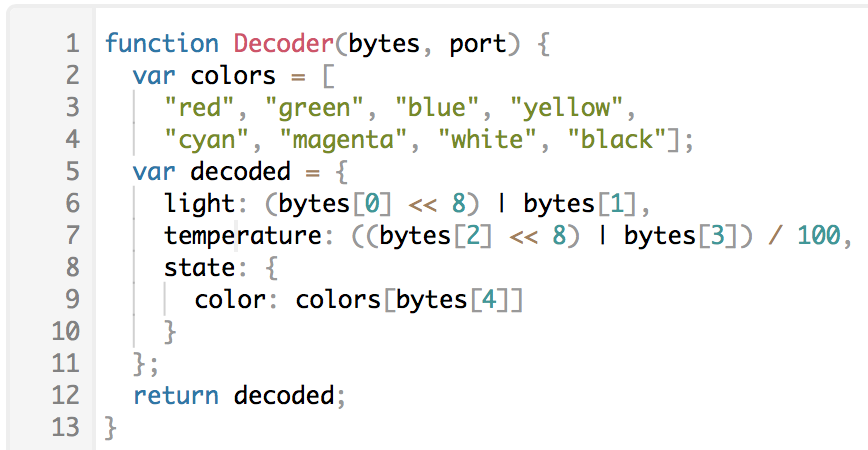 1 function Decoder(bytes, port) {
2   var colors = [
3     "red", "green", "blue", "yellow",
4     "cyan", "magenta", "white", "black"];
5   var decoded = {
6     light: (bytes[0] << 8) | bytes[1],
7     temperature: ((bytes[2] << 8) | bytes[3]) / 100,
8     state: {
9       color: colors[bytes[4]]
10     }
11   };
12   return decoded;
13 }